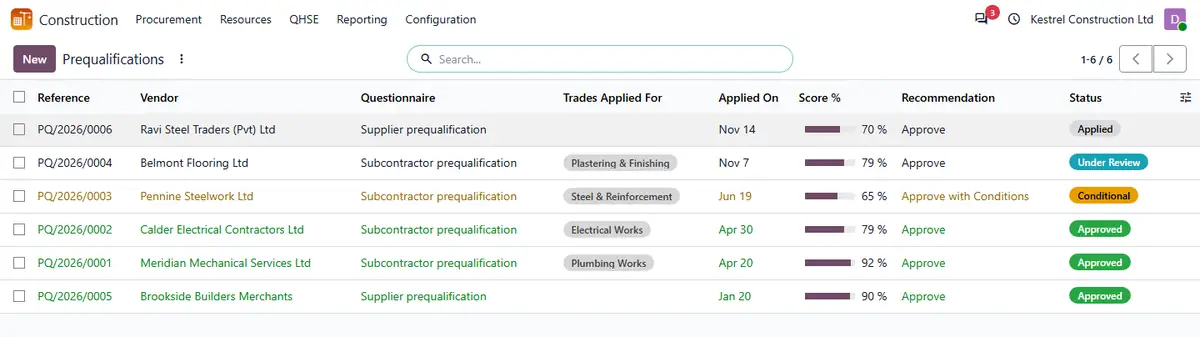 Construction Procurement Resources QHSE Reporting Configuration 3 Kestrel Construction Ltd D
New Prequalifications Search... 1-6 / 6
Reference Vendor Questionnaire Trades Applied For Applied On Score % Recommendation Status
PQ/2026/0006 Ravi Steel Traders (Pvt) Ltd Supplier prequalification Nov 14 70 % Approve Applied
PQ/2026/0004 Belmont Flooring Ltd Subcontractor prequalification Plastering & Finishing Nov 7 79 % Approve Under Review
PQ/2026/0003 Pennine Steelwork Ltd Subcontractor prequalification Steel & Reinforcement Jun 19 65 % Approve with Conditions Conditional
PQ/2026/0002 Calder Electrical Contractors Ltd Subcontractor prequalification Electrical Works Apr 30 79 % Approve Approved
PQ/2026/0001 Meridian Mechanical Services Ltd Subcontractor prequalification Plumbing Works Apr 20 92 % Approve Approved
PQ/2026/0005 Brookside Builders Merchants Supplier prequalification Jan 20 90 % Approve Approved